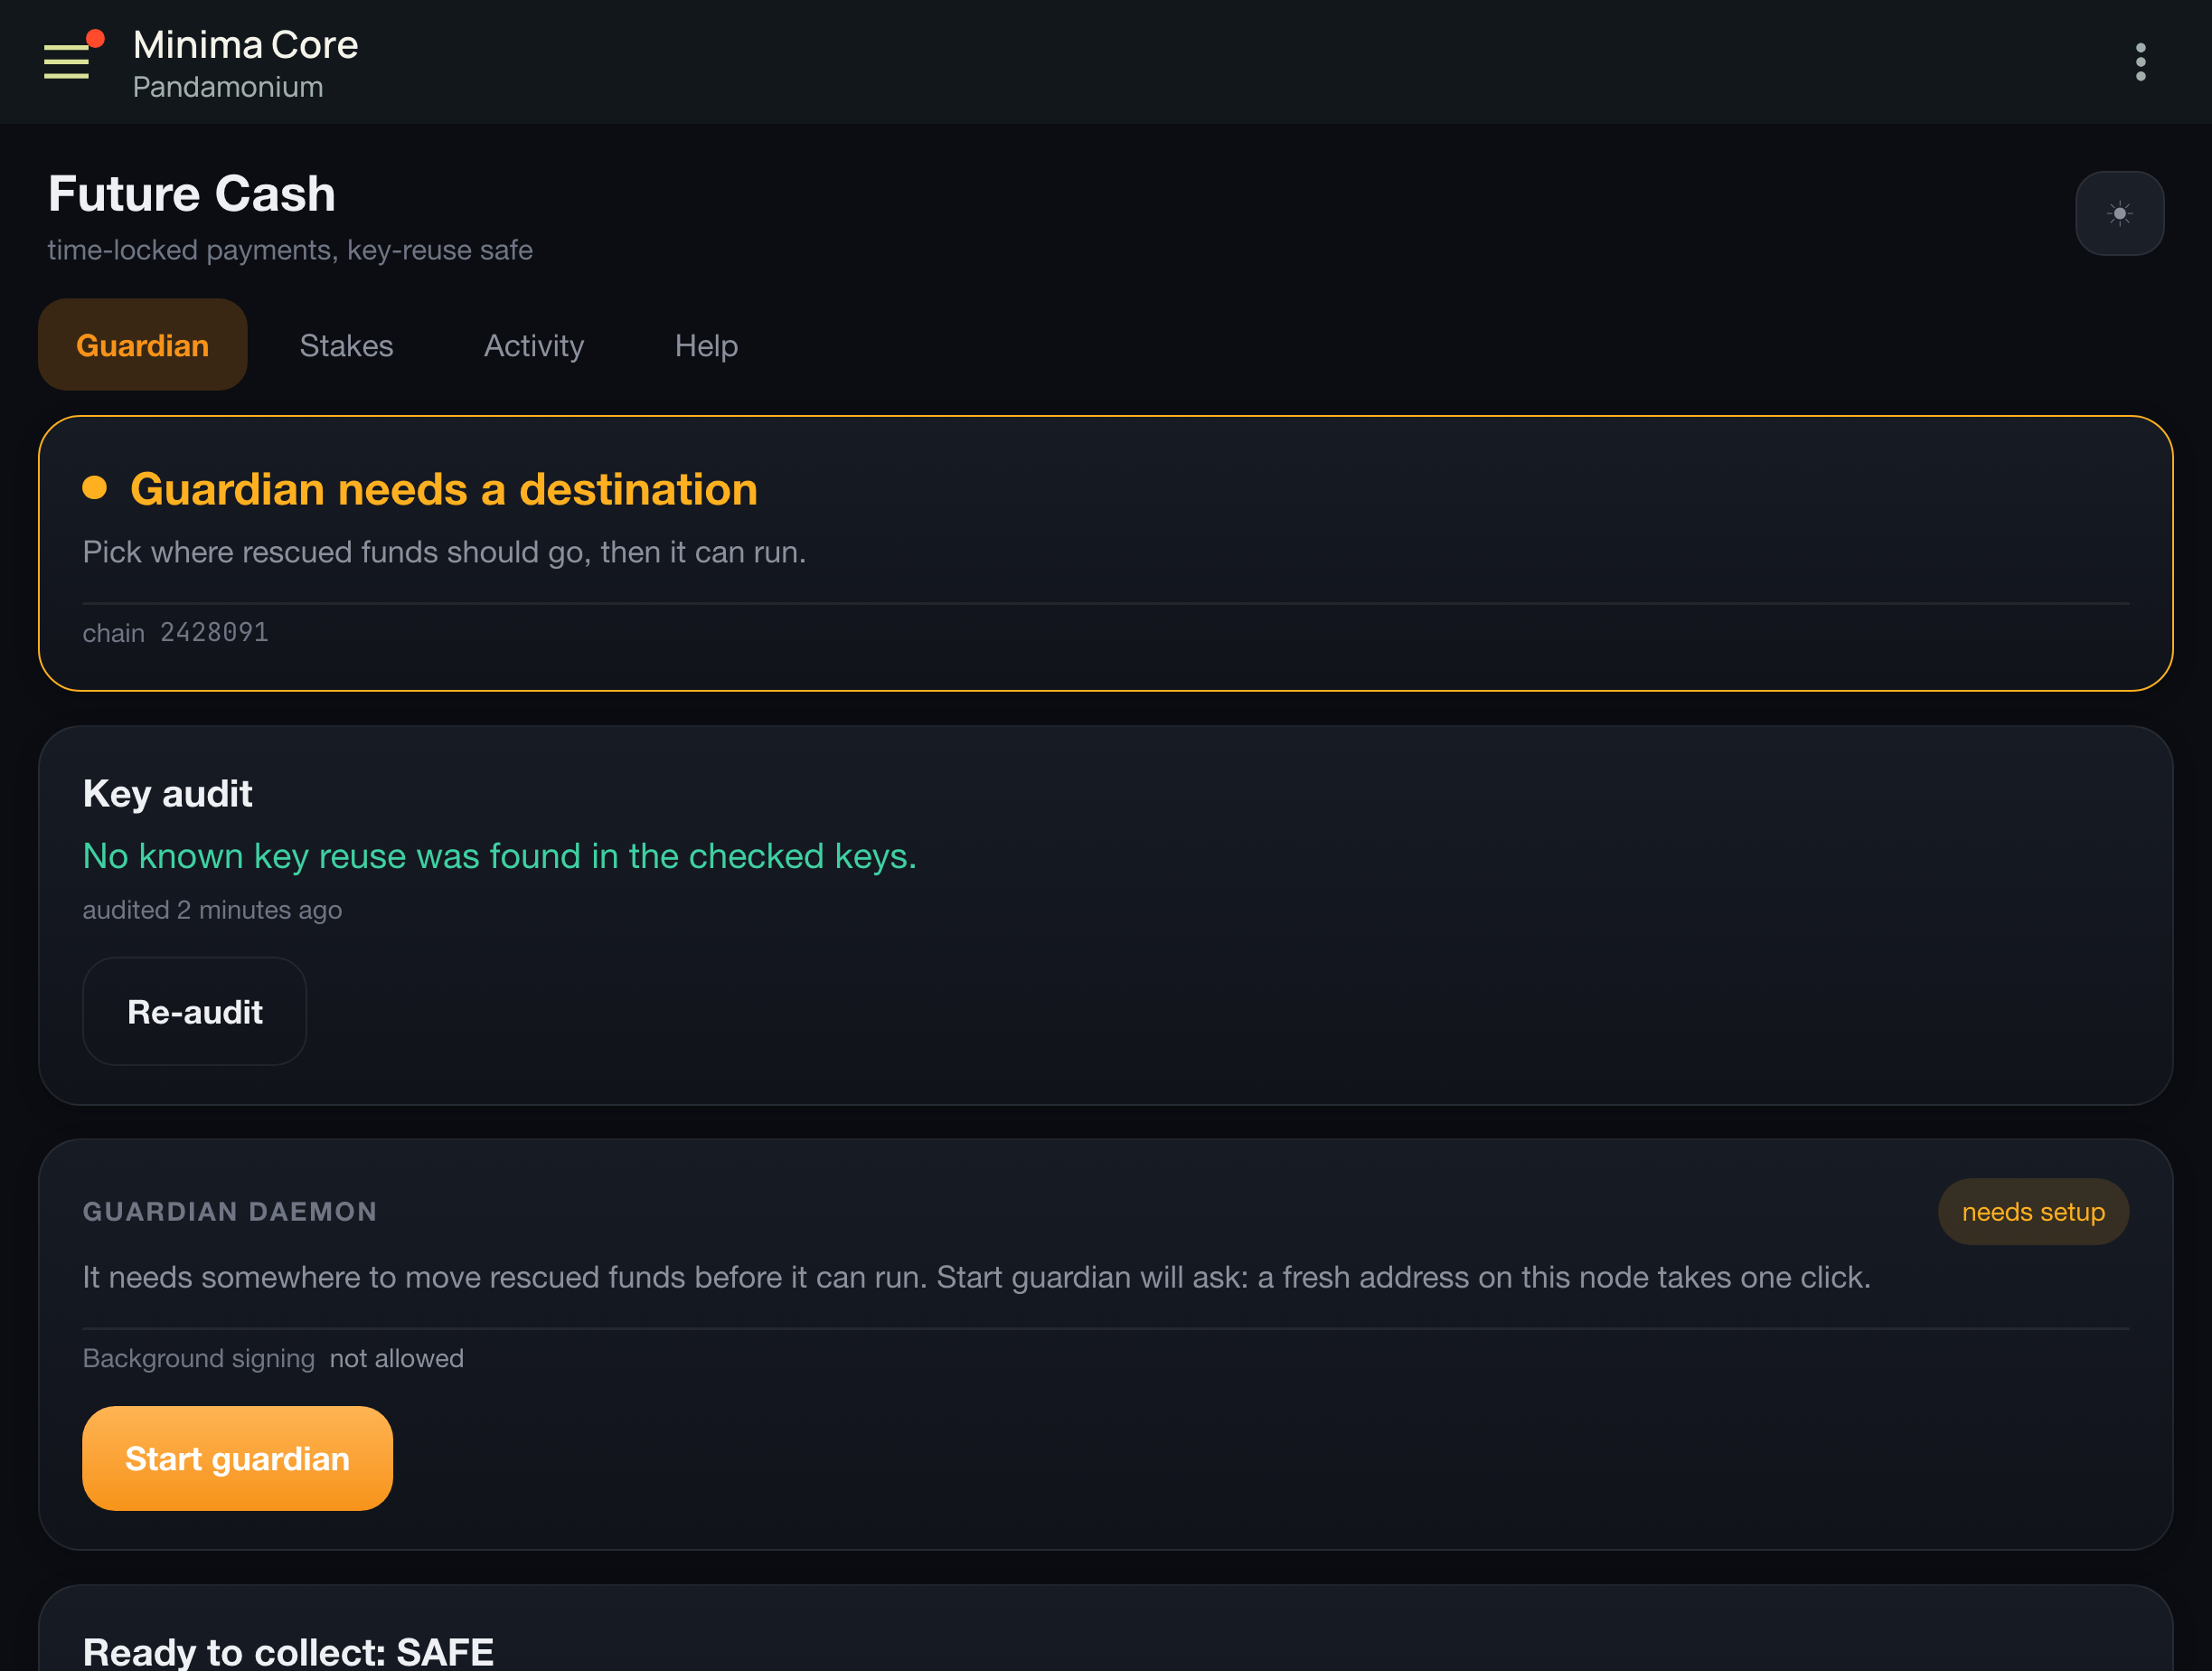 Minima Core
Pandamonium
Future Cash
time-locked payments, key-reuse safe
Guardian
Stakes
Activity
Help
Guardian needs a destination
Pick where rescued funds should go, then it can run.
chain 2428091
Key audit
No known key reuse was found in the checked keys.
audited 2 minutes ago
Re-audit
GUARDIAN DAEMON
needs setup
It needs somewhere to move rescued funds before it can run. Start guardian will ask: a fresh address on this node takes one click.
Background signing not allowed
Start guardian
Ready to collect: SAFE